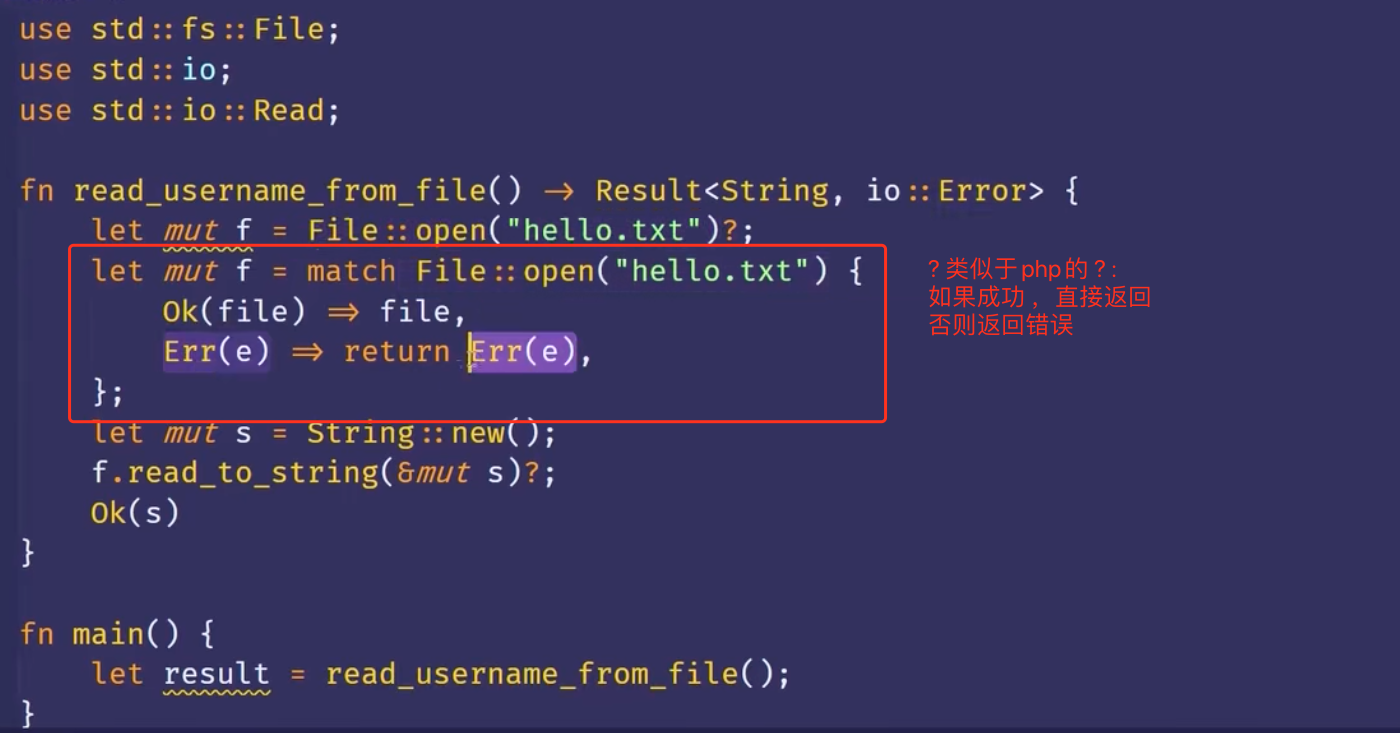 use std::fs::File;
use std::io;
use std::io::Read;
fn read_username_from_file() -> Result<String, io::Error> {
let mut f = File::open("hello.txt")?;
let mut f = match File::open("hello.txt") {
Ok(file) => file,
Err(e) => return Err(e),
};
let mut s = String::new();
f.read_to_string(&mut s)?;
Ok(s)
}
fn main() {
let result = read_username_from_file();
}
? 类似于php的?:
如果成功,直接返回
否则返回错误